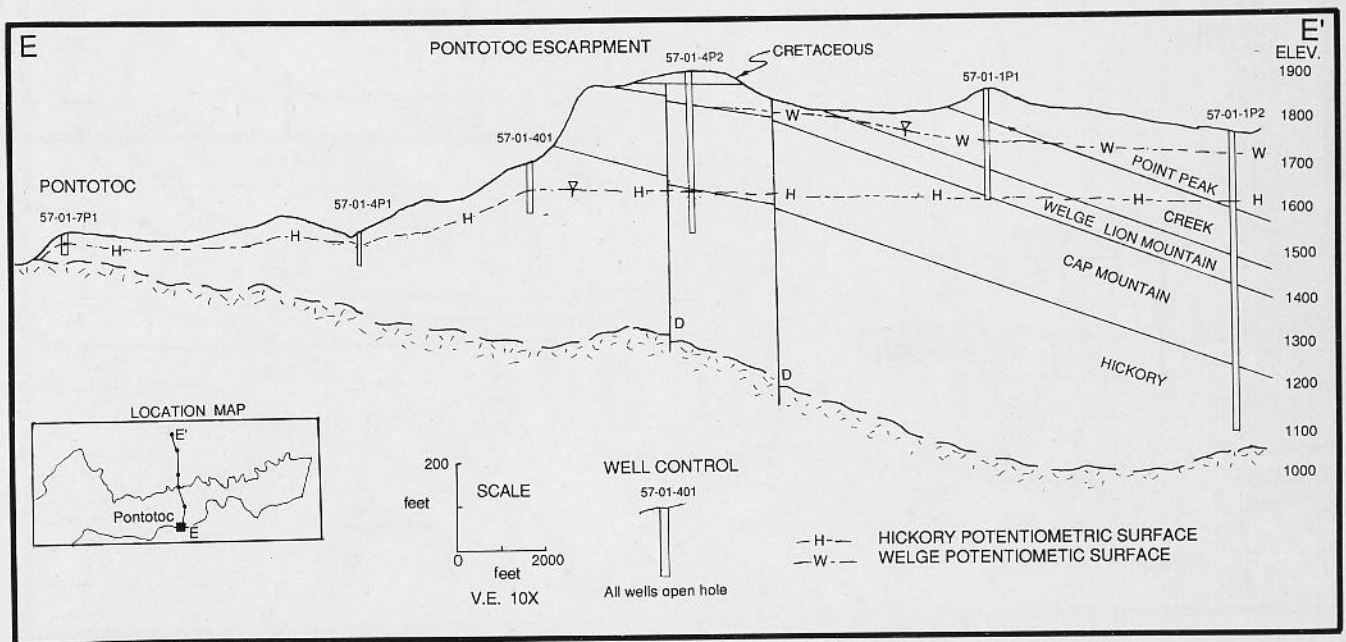 E
E'
PONTOTOC ESCARPMENT
CRETACEOUS
ELEV.
57-01-4P2
57-01-1P1
57-01-1P2
57-01-401
57-01-4P1
57-01-7P1
PONTOTOC
1900
1800
1700
1600
1500
1400
1300
1200
1100
1000
W
W
W
W
H
H
H
H
H
H
H
H
POINT PEAK
CREEK
WELGE LION MOUNTAIN
CAP MOUNTAIN
HICKORY
D
D
LOCATION MAP
E'
Pontotoc
E
200
feet
SCALE
0 2000
feet
V.E. 10X
WELL CONTROL
57-01-401
All wells open hole
-H- HICKORY POTENTIOMETRIC SURFACE
-W- WELGE POTENTIOMETIC SURFACE